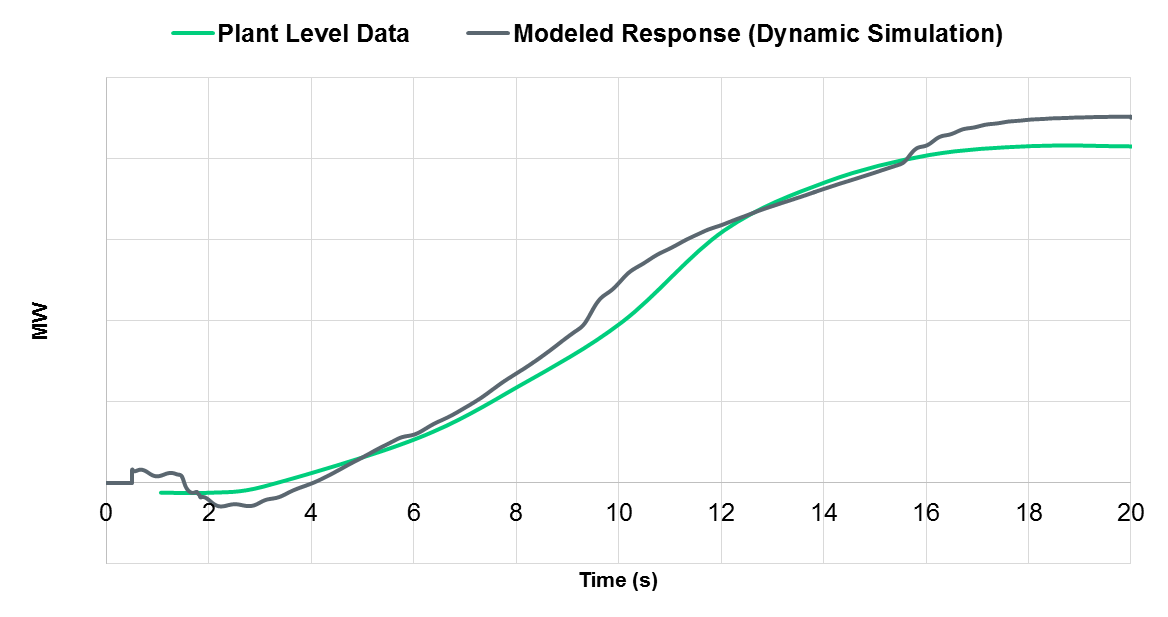 Plant Level Data Modeled Response (Dynamic Simulation)
MW
0 2 4 6 8 10 12 14 16 18 20
Time (s)